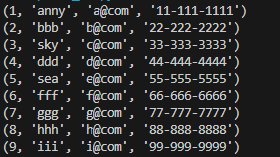 (1, 'anny', 'a@com', '11-111-1111')
(2, 'bbb', 'b@com', '22-222-2222')
(3, 'sky', 'c@com', '33-333-3333')
(4, 'ddd', 'd@com', '44-444-4444')
(5, 'sea', 'e@com', '55-555-5555')
(6, 'fff', 'f@com', '66-666-6666')
(7, 'ggg', 'g@com', '77-777-7777')
(8, 'hhh', 'h@com', '88-888-8888')
(9, 'iii', 'i@com', '99-999-9999')